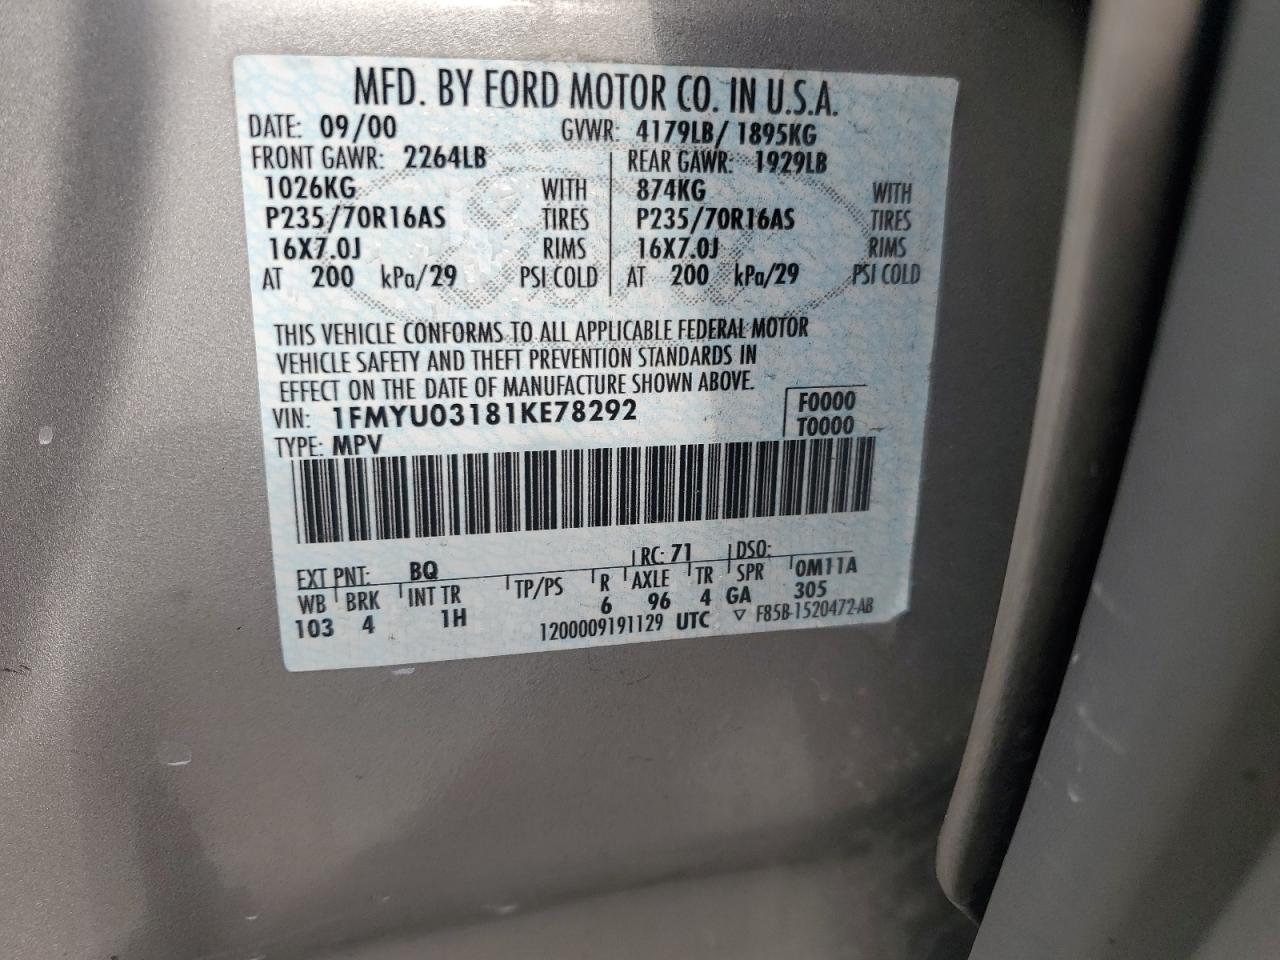 MFD. BY FORD MOTOR CO. IN U.S.A.
DATE: 09/00 GVWR: 4179LB/ 1895KG
FRONT GAWR: 2264LB REAR GAWR: 1929LB
1026KG WITH 874KG WITH
P235/70R16AS TIRES P235/70R16AS TIRES
16X7.0J RIMS 16X7.0J RIMS
AT 200 kPa/29 PSI COLD AT 200 kPa/29 PSI COLD
THIS VEHICLE CONFORMS TO ALL APPLICABLE FEDERAL MOTOR
VEHICLE SAFETY AND THEFT PREVENTION STANDARDS IN
EFFECT ON THE DATE OF MANUFACTURE SHOWN ABOVE.
VIN: 1FMYU03181KE78292 F0000
TYPE: MPV T0000
EXT PNT: BQ RC: 71 DSO:
WB BRK INT TR TP/PS R AXLE TR SPR 0M11A
103 4 1H 6 96 4 GA 305
1200009191129 UTC ▽ F85B-1520472-AB